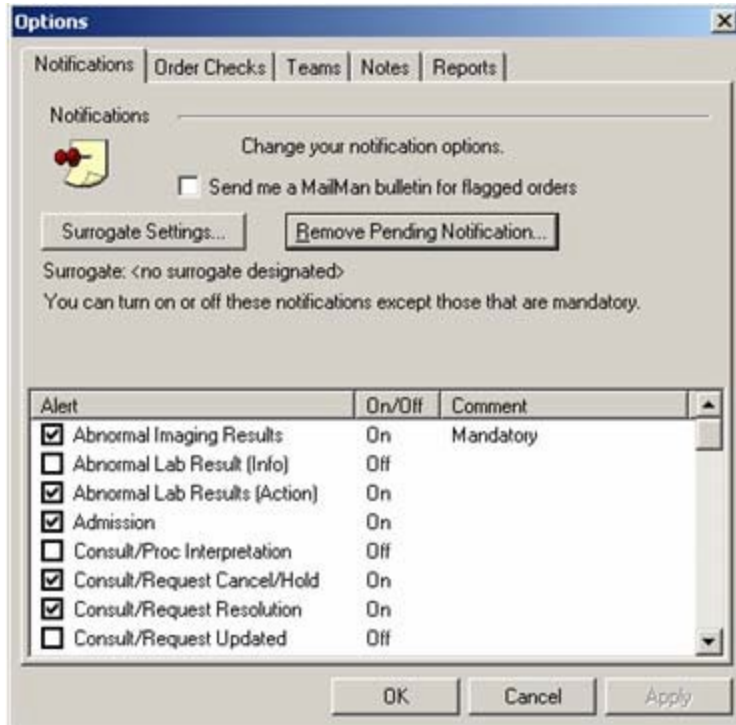 Options
Notifications Order Checks Teams Notes Reports
Notifications
Change your notification options.
Send me a MailMan bulletin for flagged orders
Surrogate Settings... Remove Pending Notification...
Surrogate: <no surrogate designated>
You can turn on or off these notifications except those that are mandatory.
Alert On/Off Comment
Abnormal Imaging Results On Mandatory
Abnormal Lab Result (Info) Off
Abnormal Lab Results (Action) On
Admission On
Consult/Proc Interpretation Off
Consult/Request Cancel/Hold On
Consult/Request Resolution On
Consult/Request Updated Off
OK Cancel Apply